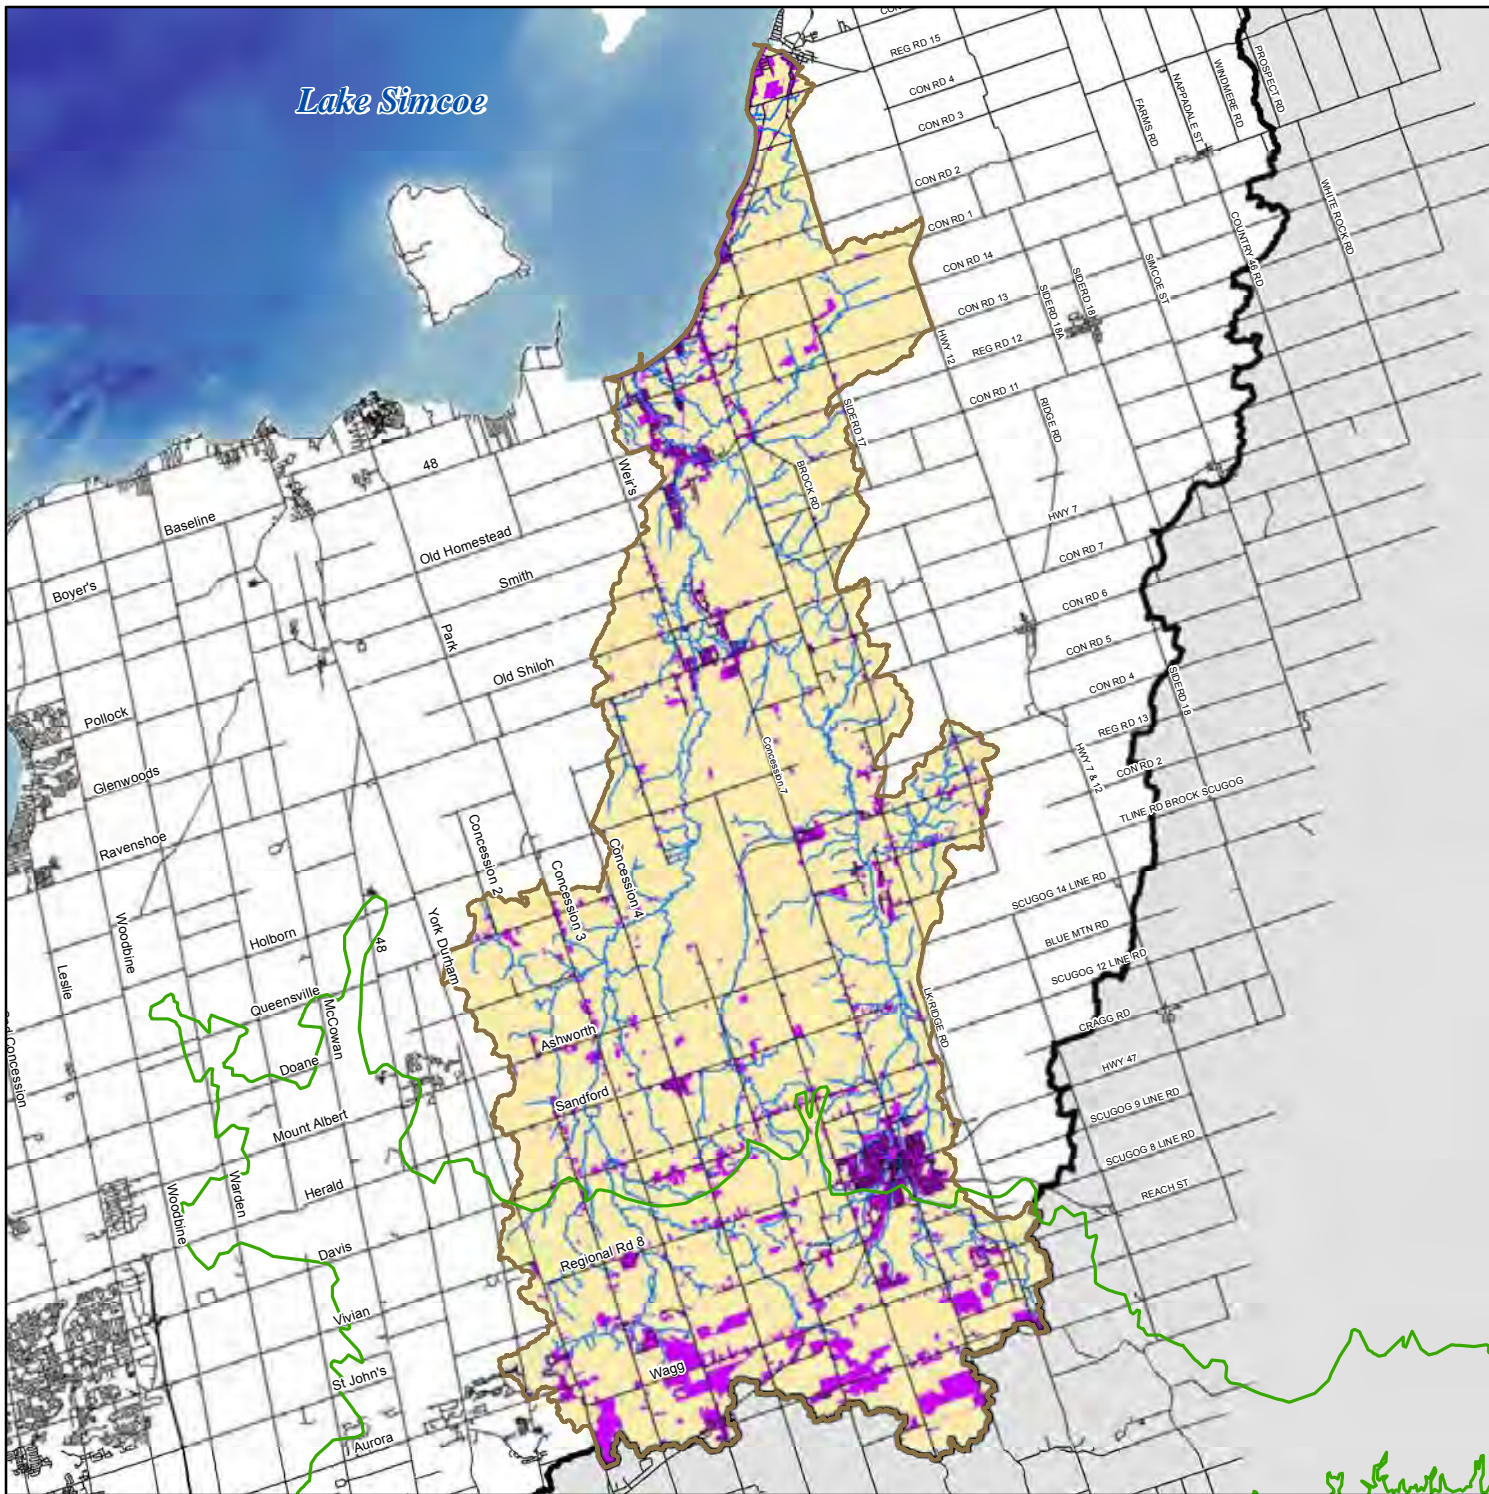 Lake Simcoe
REG RD 15
CON RD 4
CON RD 3
CON RD 2
CON RD 1
CON RD 14
CON RD 13
REG RD 12
CON RD 11
HWY 12
SIDERD 17
BROCK RD
SIDERD 18A
SIDERD 18
SIMCOE ST
FARMS RD
NAPPADALE ST
WINDMERE RD
PROSPECT RD
WHITE ROCK RD
COUNTRY 46 RD
RIDGE RD
HWY 7
CON RD 7
CON RD 6
CON RD 5
CON RD 4
REG RD 13
CON RD 2
SIDERD 18
HWY 7 & 12
TLINE RD BROCK SCUGOG
SCUGOG 14 LINE RD
BLUE MTN RD
SCUGOG 12 LINE RD
CRAGG RD
HWY 47
SCUGOG 9 LINE RD
SCUGOG 8 LINE RD
REACH ST
LKRIDGE RD
48
Baseline
Boyer's
Old Homestead
Smith
Weir's
Park
Old Shiloh
Pollock
Glenwoods
Ravenshoe
Concession 7
Concession 2
Concession 3
Concession 4
York Durham
Holborn
Woodbine
Leslie
48
Queensville
McCowan
Doane
Mount Albert
Ashworth
Sandford
Herald
Warden
Woodbine
Davis
Regional Rd 8
Vivian
St John's
Wagg
Aurora